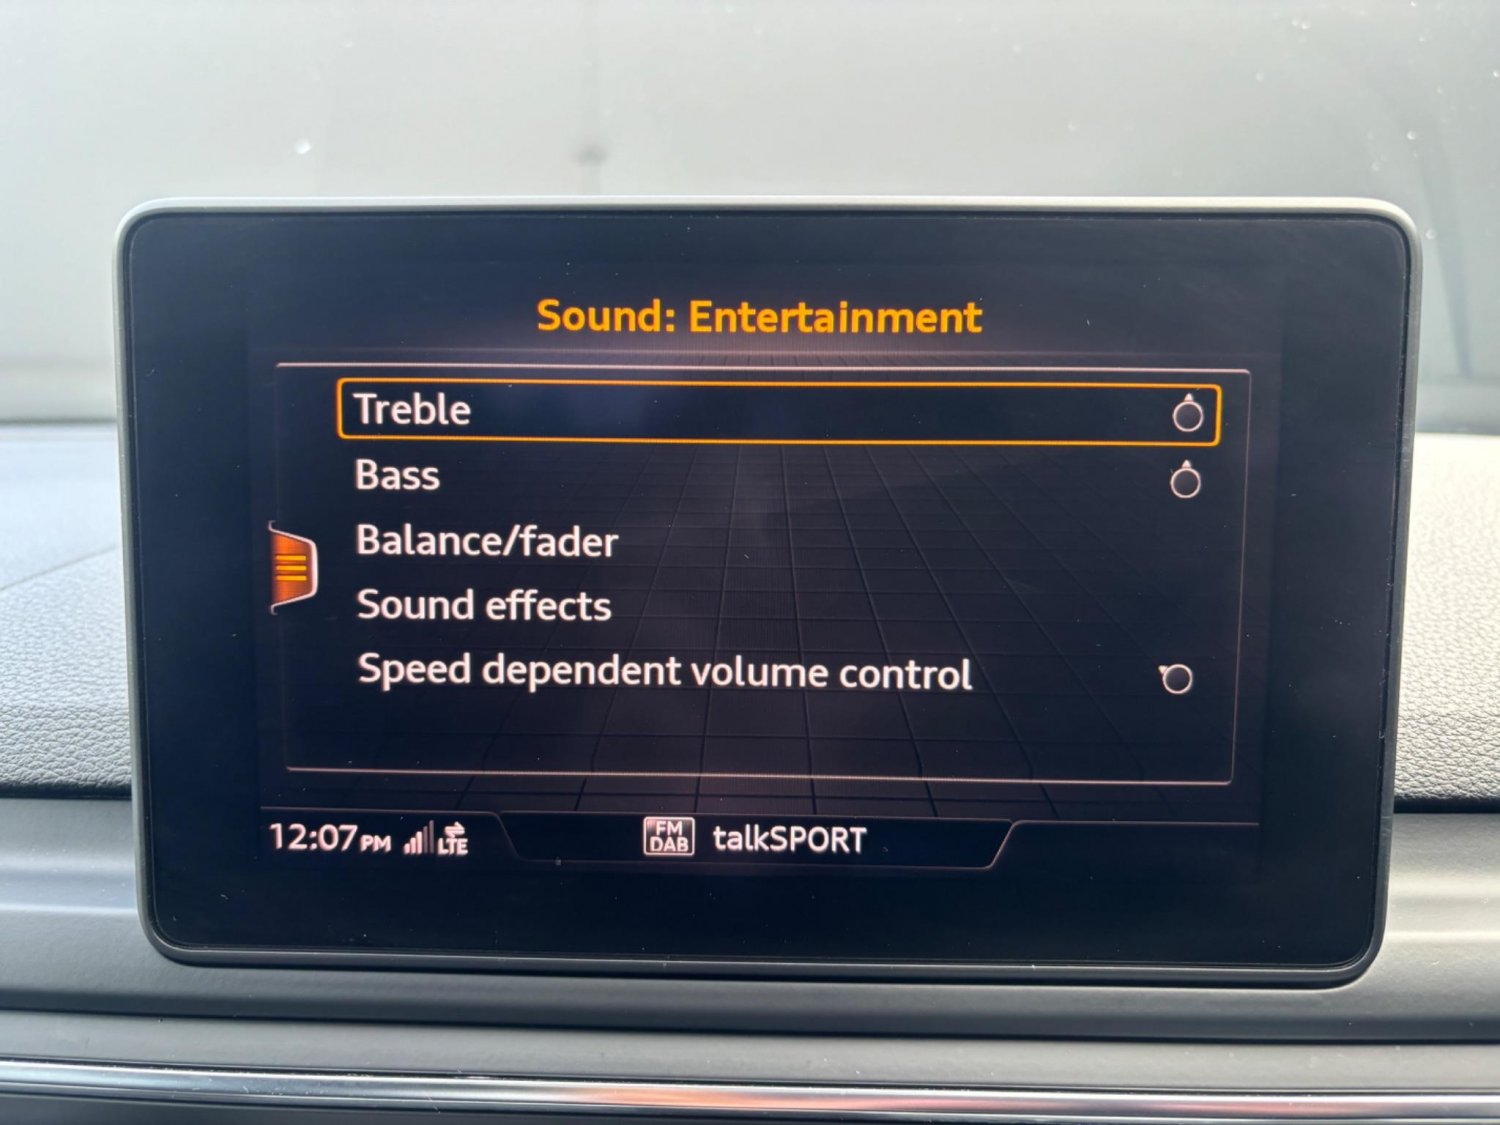 Sound: Entertainment
Treble
Bass
Balance/fader
Sound effects
Speed dependent volume control
12:07PM LTE FM DAB talkSPORT